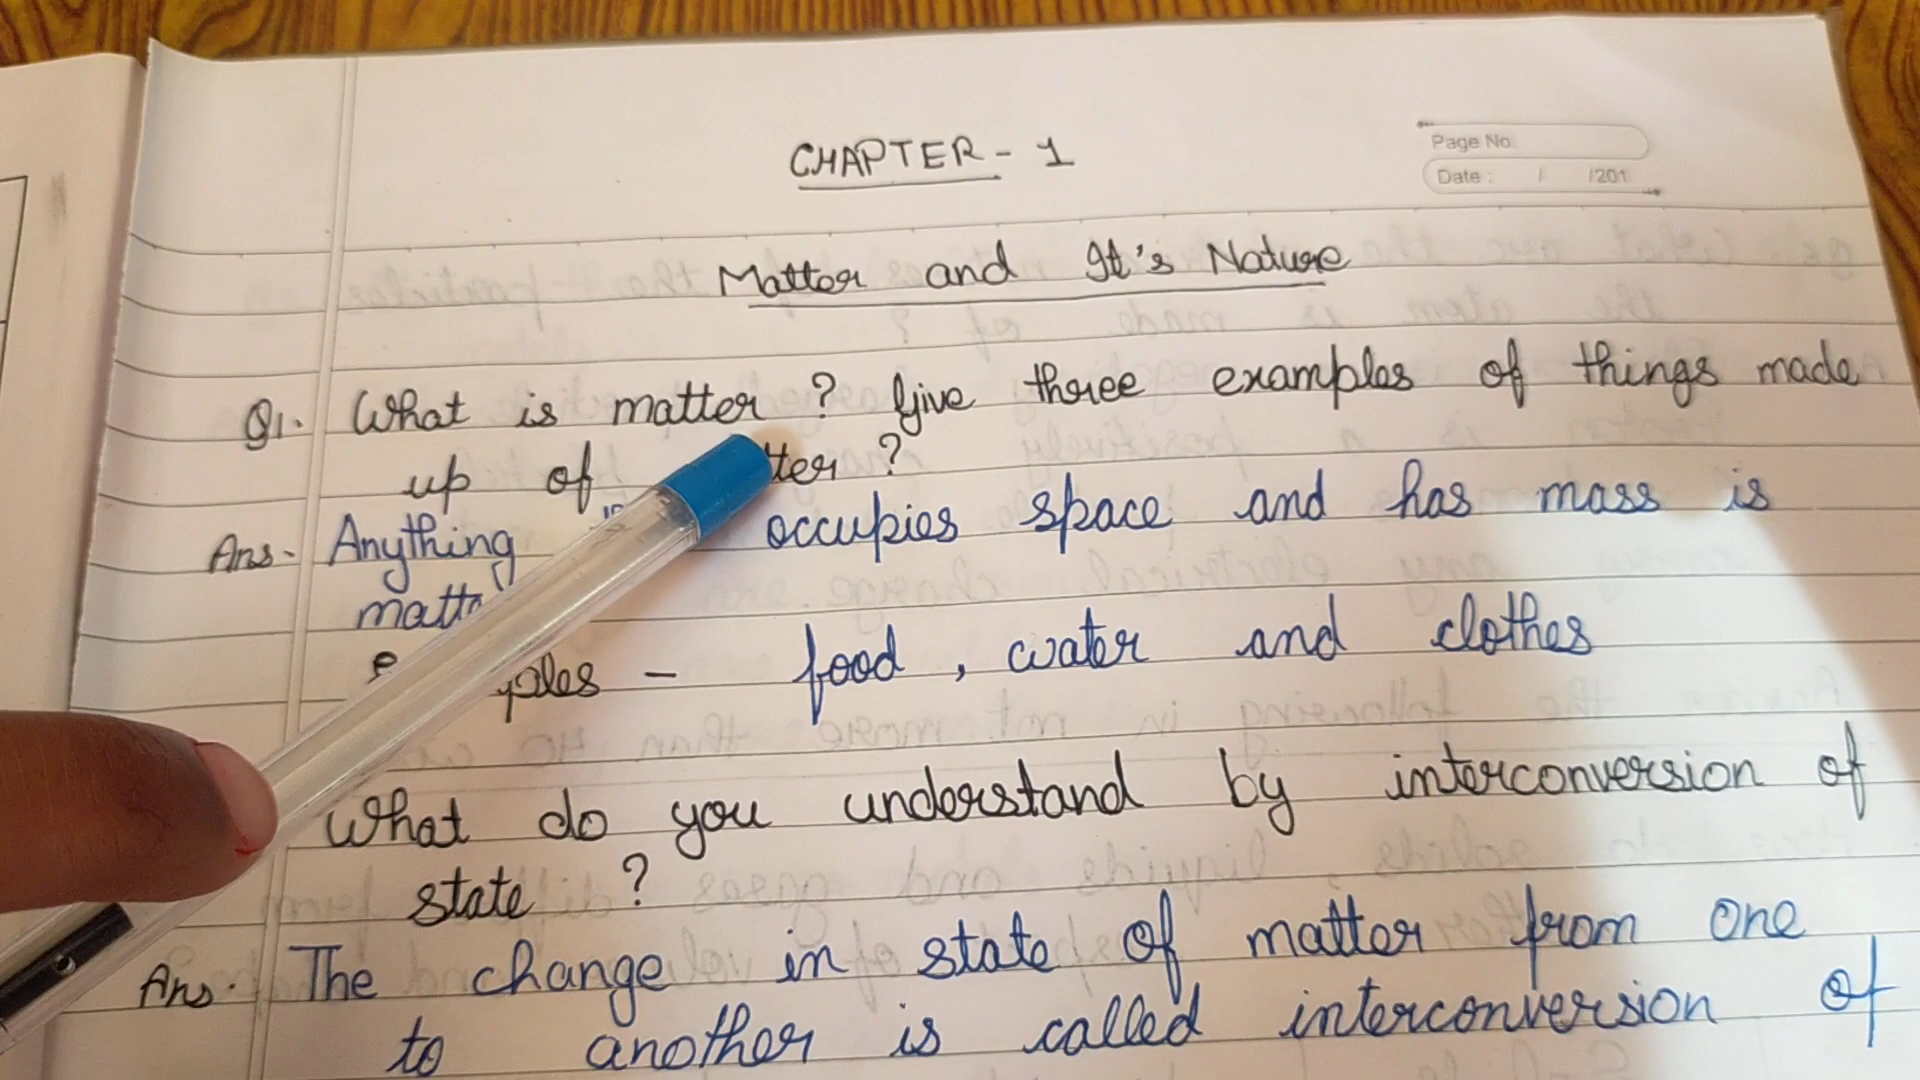 CHAPTER - 1
Page No.
Date : / /201
Matter and It's Nature
Q1. What is matter ? Give three examples of things made
up of ?
Ans- Anything occupies space and has mass is
food , water and clothes
What do you understand by interconversion of
state ?
Ans. The change in state of matter from one
to another is called interconversion of